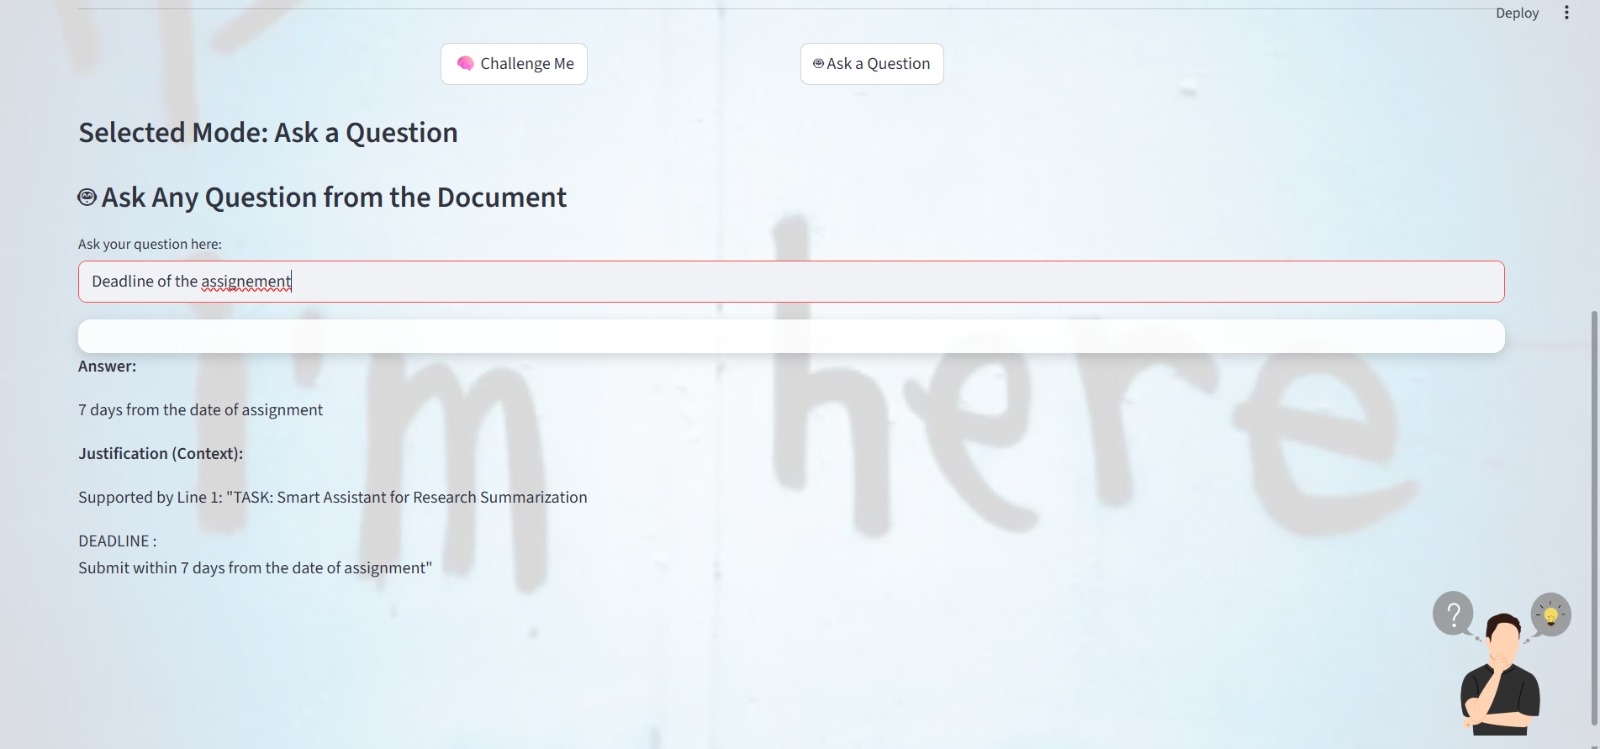 Deploy
Challenge Me
Ask a Question
Selected Mode: Ask a Question
Ask Any Question from the Document
Ask your question here:
Deadline of the assignement
Answer:
7 days from the date of assignment
Justification (Context):
Supported by Line 1: "TASK: Smart Assistant for Research Summarization
DEADLINE :
Submit within 7 days from the date of assignment"
i'm here
?